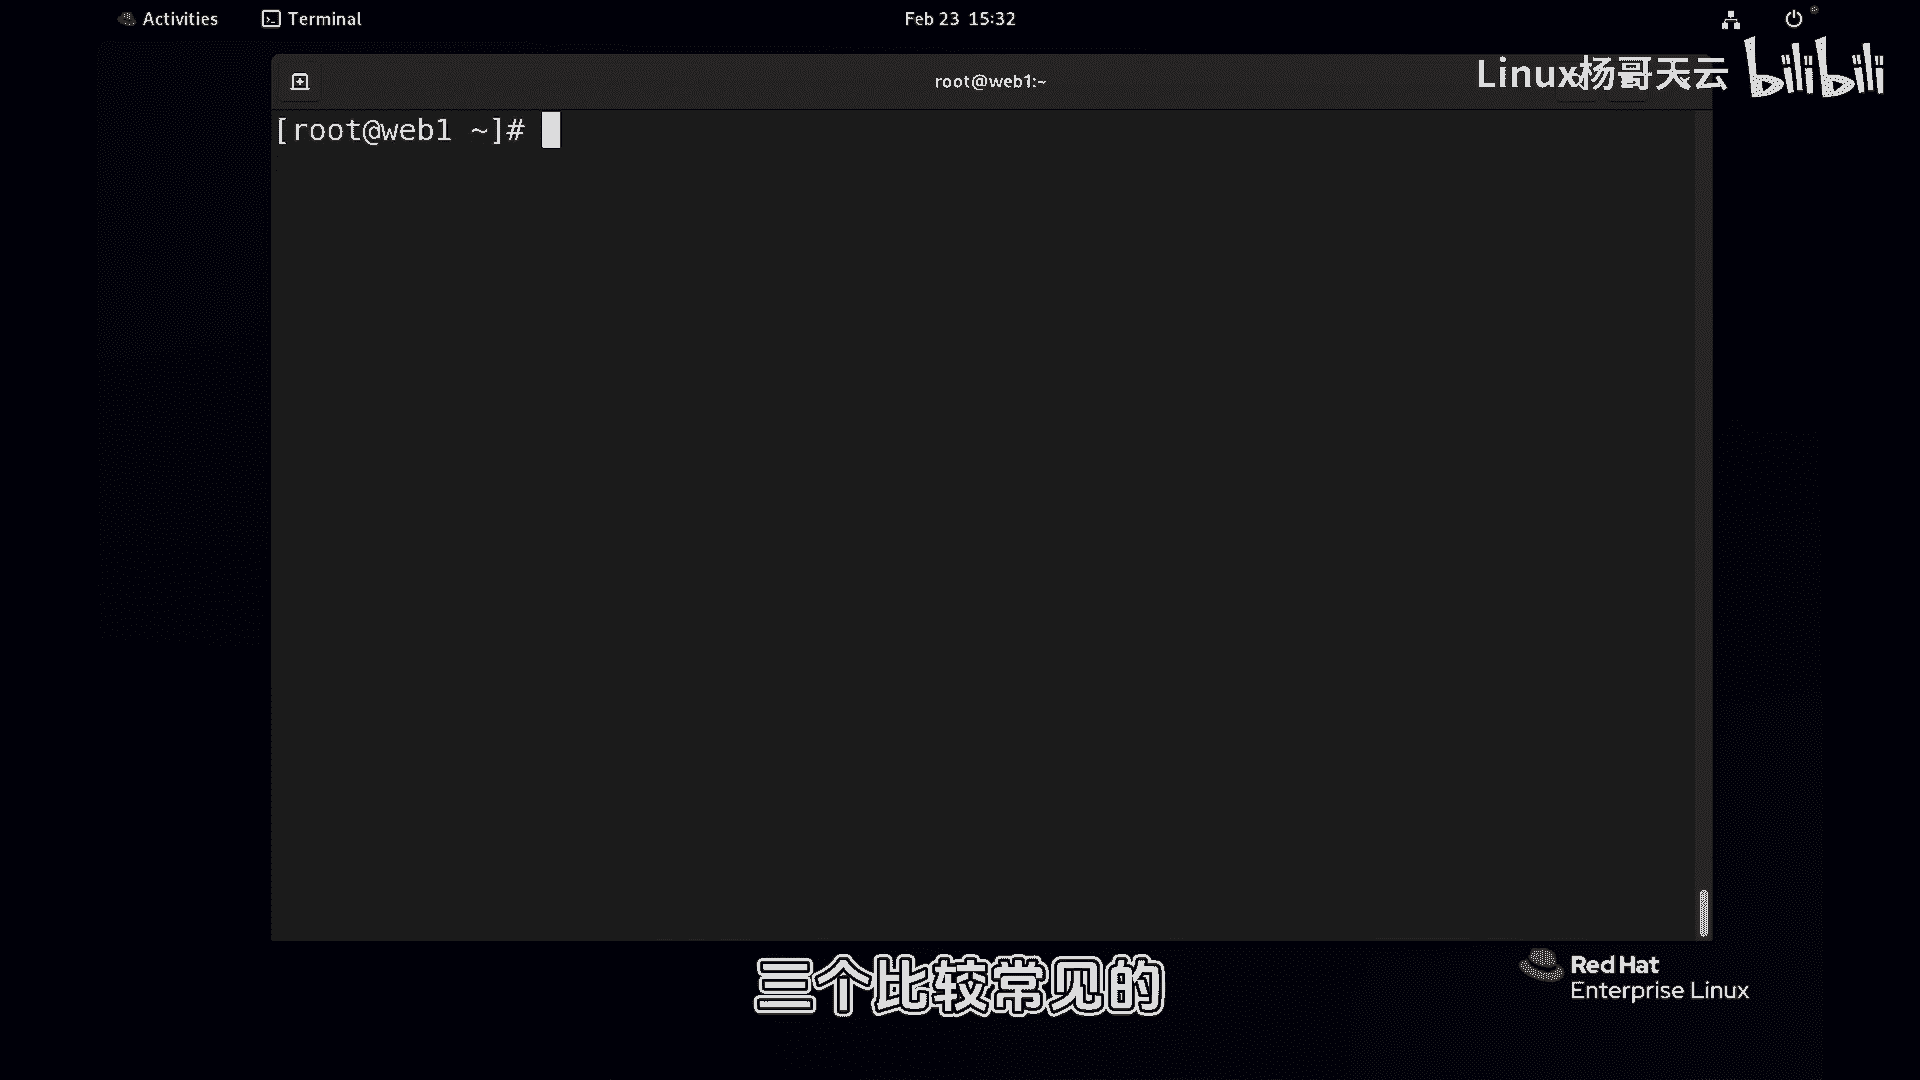 Activities
Terminal
Feb 23 15:32
root@web1:~
Linux杨哥天云
bilibili
[root@web1 ~]#
三个比较常见的
Red Hat
Enterprise Linux